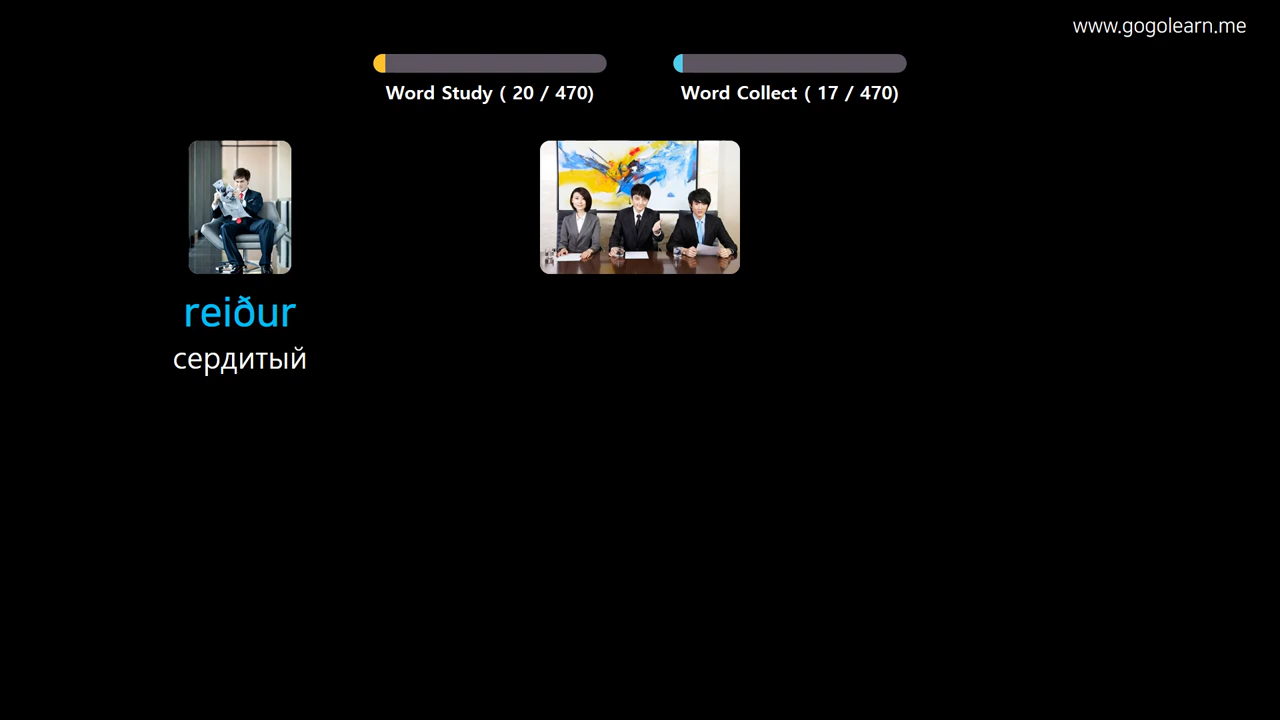 www.gogolearn.me
Word Study ( 20 / 470)
Word Collect ( 17 / 470)
reiður
сердитый